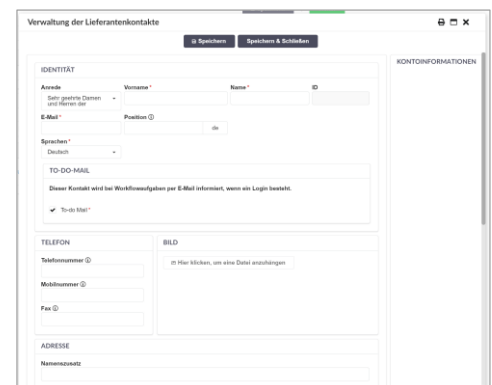 Verwaltung der Lieferantenkontakte
Speichern
Speichern & Schließen
KONTOINFORMATIONEN
IDENTITÄT
Anrede
Vorname *
Name *
ID
Sehr geehrte Damen
und Herren der
E-Mail *
Position
de
Sprachen *
Deutsch
TO-DO-MAIL
Dieser Kontakt wird bei Workflowaufgaben per E-Mail informiert, wenn ein Login besteht.
To-do Mail *
TELEFON
BILD
Telefonnummer
Hier klicken, um eine Datei anzuhängen
Mobilnummer
Fax
ADRESSE
Namenszusatz